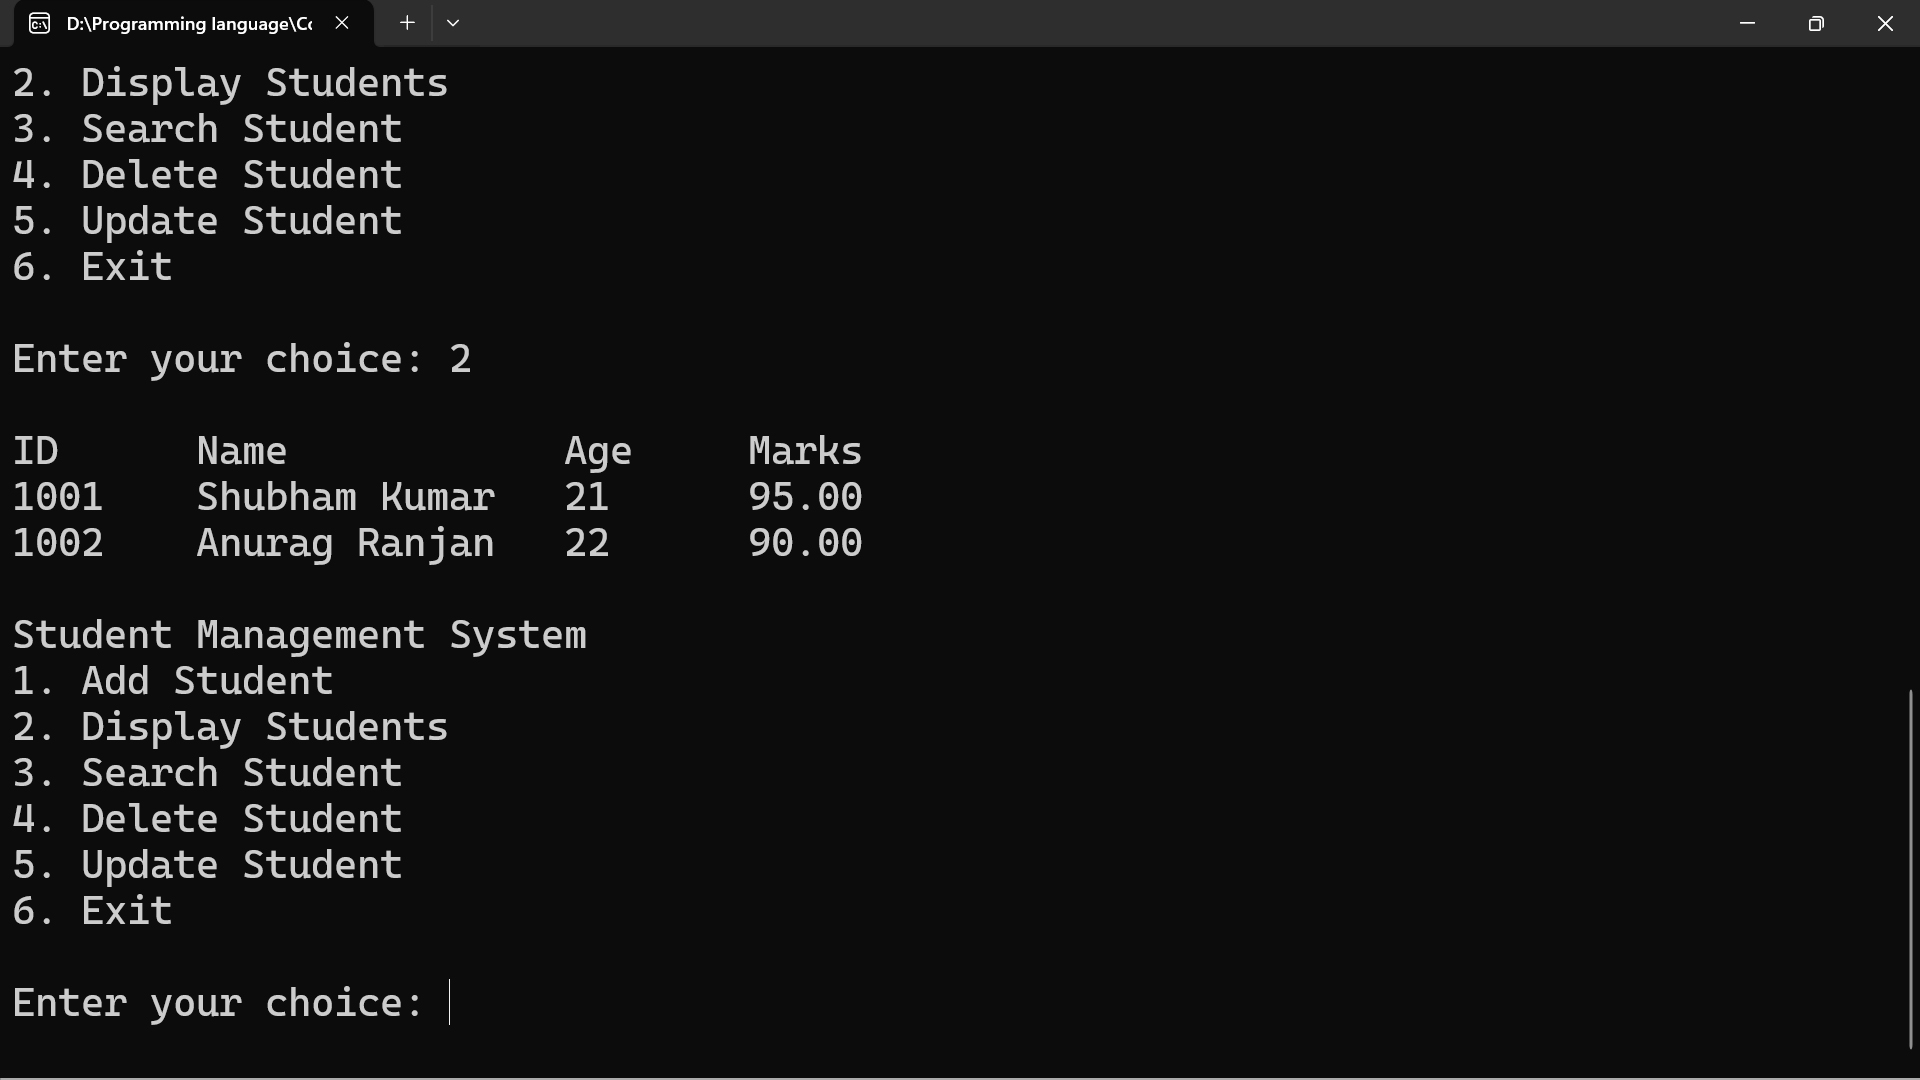 D:\Programming language\Co
2. Display Students
3. Search Student
4. Delete Student
5. Update Student
6. Exit
Enter your choice: 2
ID Name Age Marks
1001 Shubham Kumar 21 95.00
1002 Anurag Ranjan 22 90.00
Student Management System
1. Add Student
2. Display Students
3. Search Student
4. Delete Student
5. Update Student
6. Exit
Enter your choice: